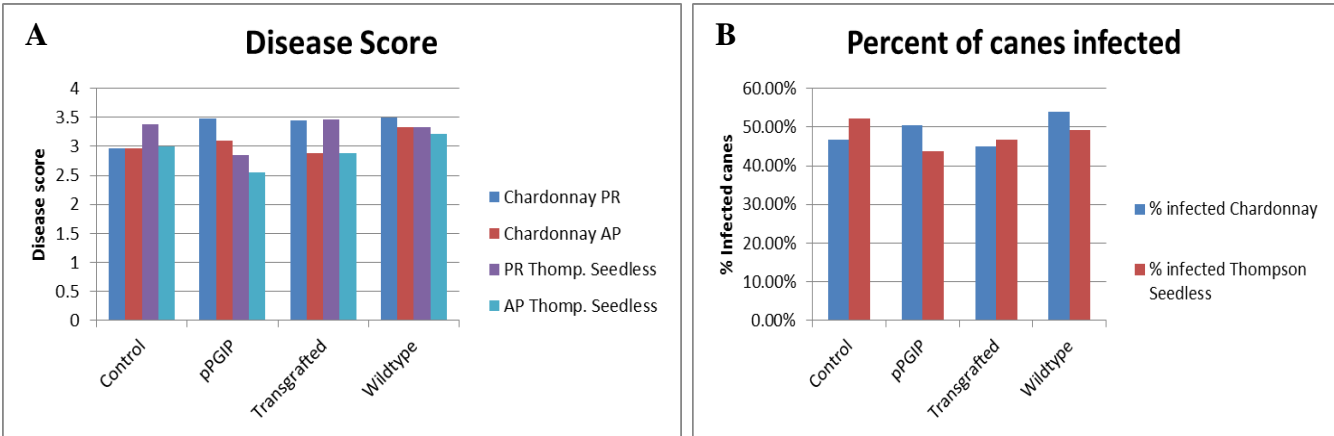 A
Disease Score
4
3.5
3
2.5
2
1.5
1
0.5
0
Disease score
Control
pPGIP
Transgrafted
Wildtype
Chardonnay PR
Chardonnay AP
PR Thomp. Seedless
AP Thomp. Seedless
B
Percent of canes infected
60.00%
50.00%
40.00%
30.00%
20.00%
10.00%
0.00%
% Infected canes
Control
pPGIP
Transgrafted
Wildtype
% infected Chardonnay
% infected Thompson
Seedless